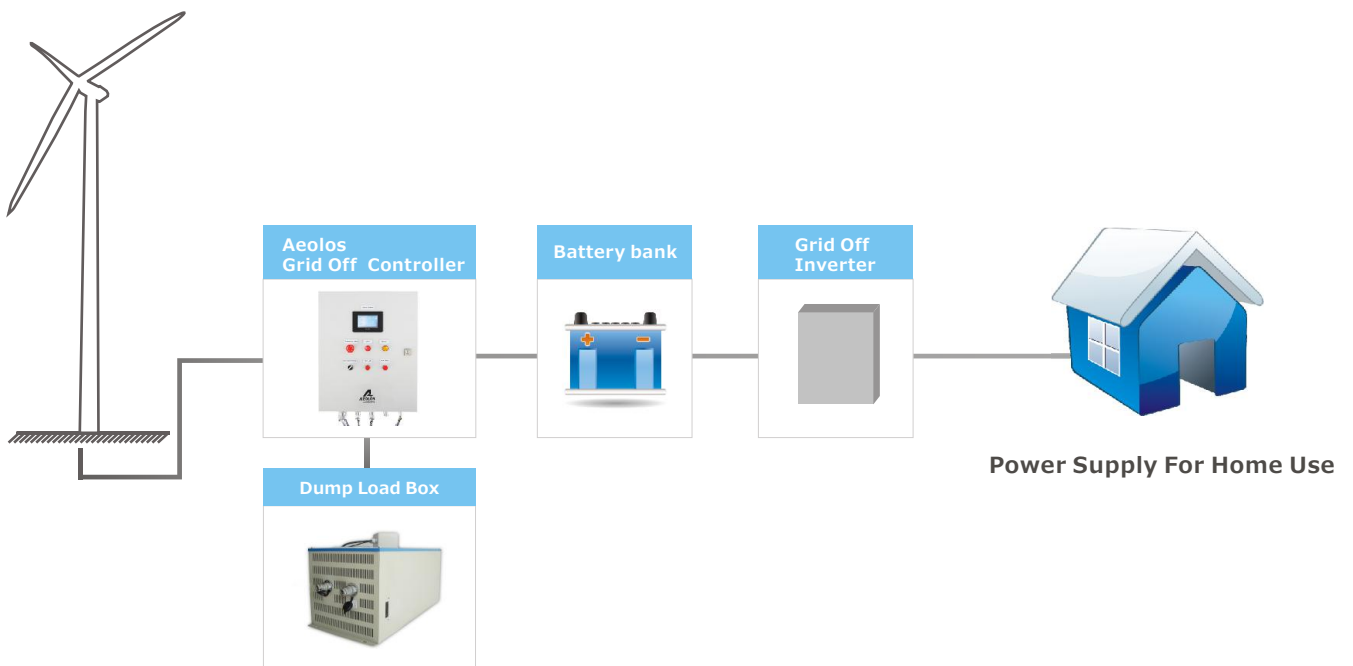 Aeolos
Grid Off Controller
Battery bank
Grid Off
Inverter
Dump Load Box
Power Supply For Home Use